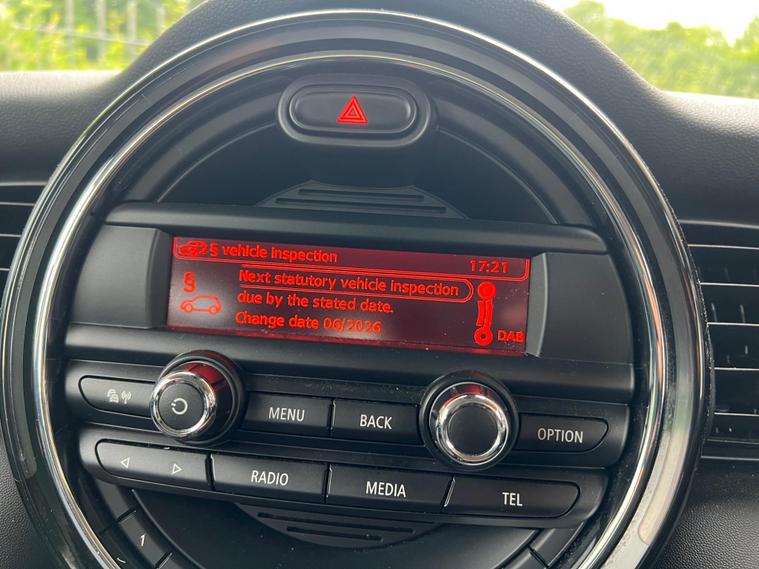 § vehicle inspection 17:21
§
Next statutory vehicle inspection
due by the stated date.
Change date 06/2026
DAB
MENU BACK OPTION
RADIO MEDIA TEL
1